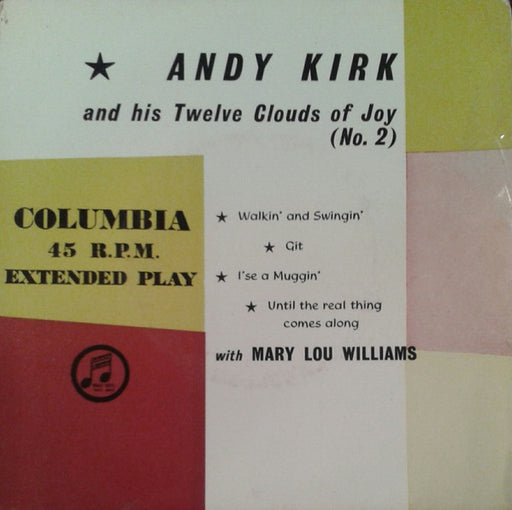 ★ ANDY KIRK
and his Twelve Clouds of Joy
(No. 2)
COLUMBIA
45 R.P.M.
EXTENDED PLAY
★ Walkin' and Swingin'
★ Git
★ I'se a Muggin'
★ Until the real thing
comes along
with MARY LOU WILLIAMS